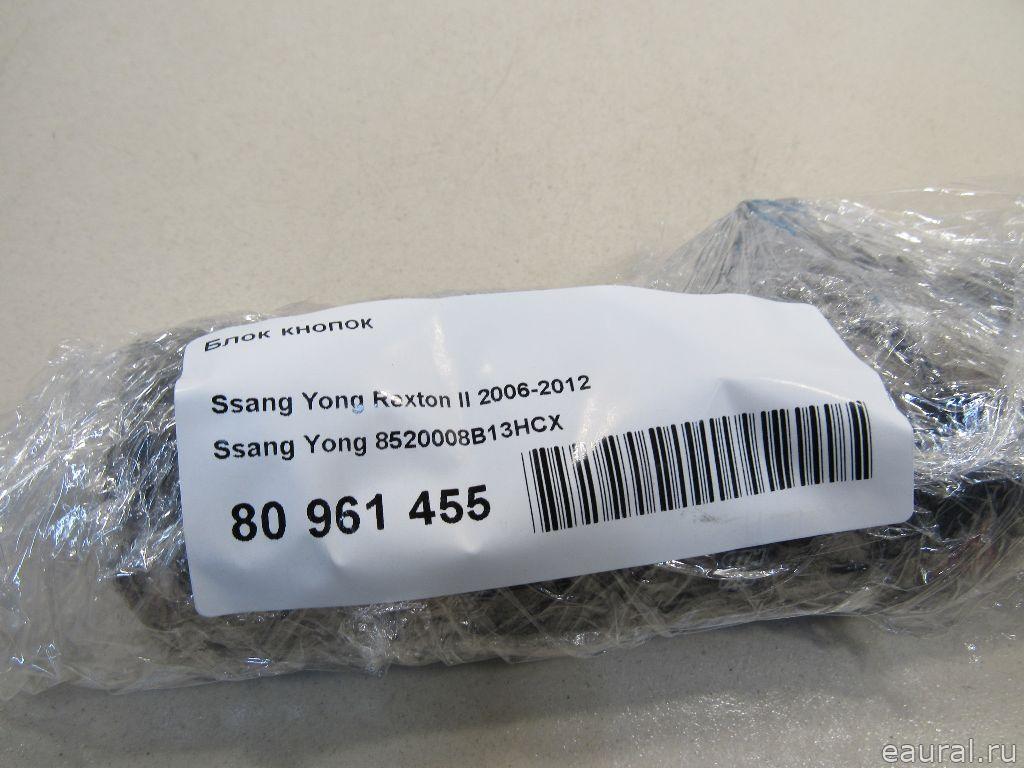 Блок кнопок
Ssang Yong Rexton II 2006-2012
Ssang Yong 8520008B13HCX
80 961 455
eaural.ru